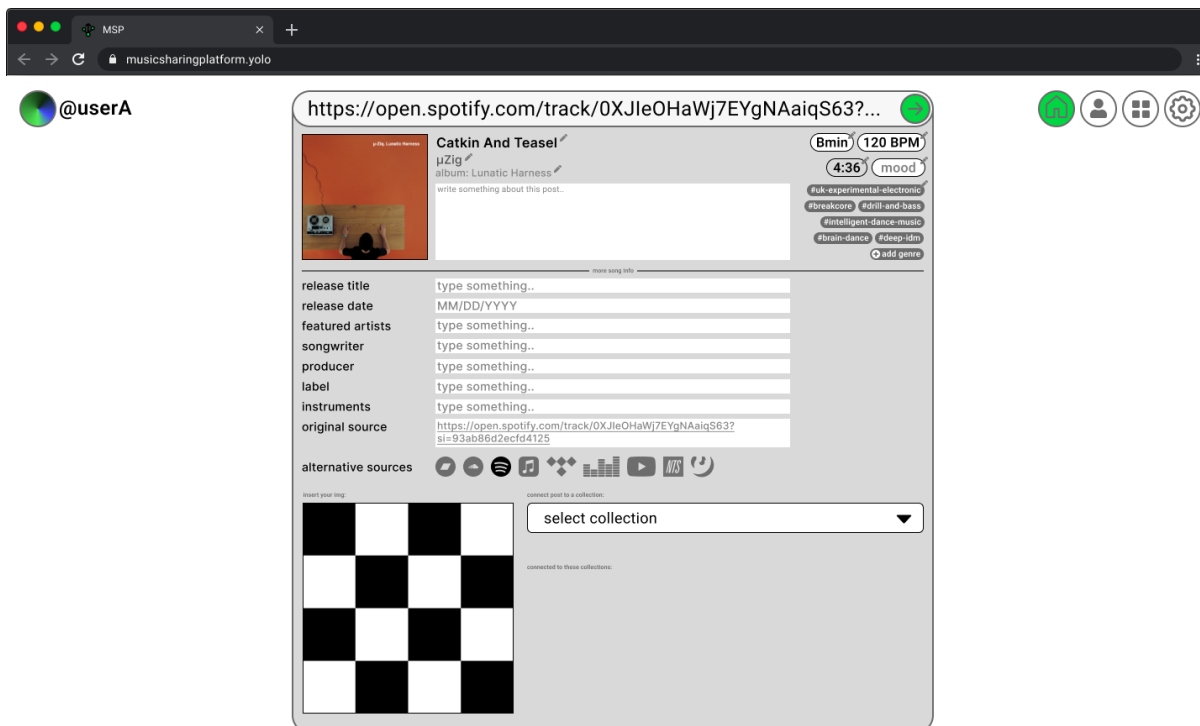 MSP
musicsharingplatform.yolo
@userA
https://open.spotify.com/track/0XJIeOHaWj7EYgNAaiqS63?...
µ-Ziq, Lunatic Harness
Catkin And Teasel
µZig
album: Lunatic Harness
write something about this post..
Bmin 120 BPM
4:36 mood
#uk-experimental-electronic
#breakcore #drill-and-bass
#intelligent-dance-music
#brain-dance #deep-idm
add genre
more song info
release title type something..
release date MM/DD/YYYY
featured artists type something..
songwriter type something..
producer type something..
label type something..
instruments type something..
original source https://open.spotify.com/track/0XJIeOHaWj7EYgNAaiqS63?
si=93ab86d2ecfd4125
alternative sources
NTS
insert your img:
connect post to a collection:
select collection
connected to these collections: